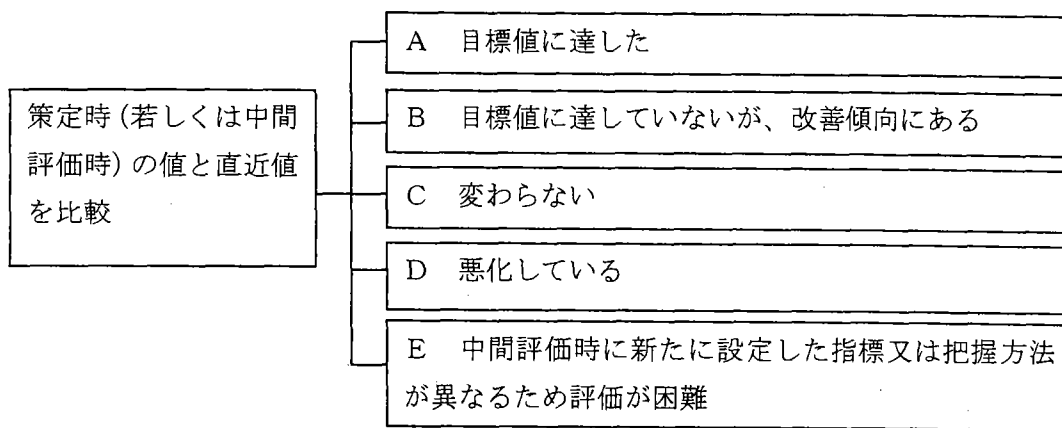 策定時（若しくは中間
評価時）の値と直近値
を比較
A 目標値に達した
B 目標値に達していないが、改善傾向にある
C 変わらない
D 悪化している
E 中間評価時に新たに設定した指標又は把握方法
が異なるため評価が困難